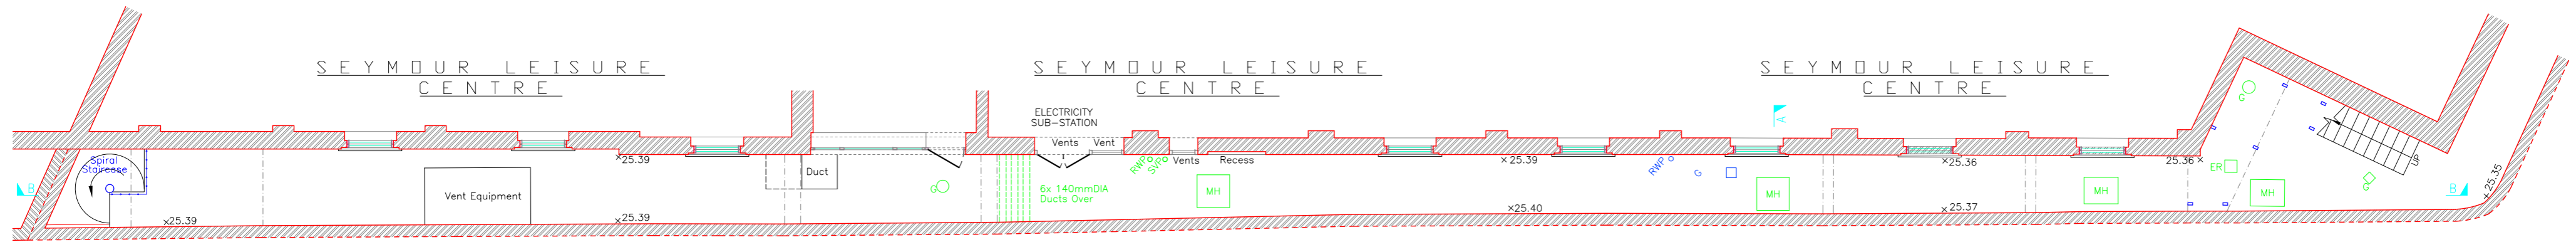 SEYMOUR LEISURE
CENTRE
SEYMOUR LEISURE
CENTRE
SEYMOUR LEISURE
CENTRE
ELECTRICITY
SUB-STATION
Vents
Vent
Vents
Recess
Spiral
Staircase
B
Vent Equipment
25.39
25.39
25.39
Duct
G
6x 140mmDIA
Ducts Over
RWP
SVP
MH
25.39
25.40
RWP
G
A
MH
25.36
25.37
MH
25.36
ER
G
MH
G
UP
B
25.35